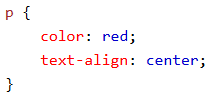 p {
    color: red;
    text-align: center;
}